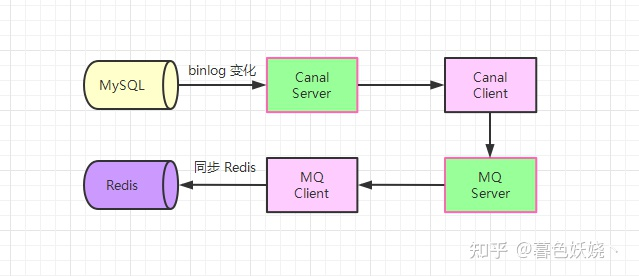 MySQL
binlog 变化
Canal
Server
Canal
Client
Redis
同步 Redis
MQ
Client
MQ
Server
知乎 @暮色妖娆丶